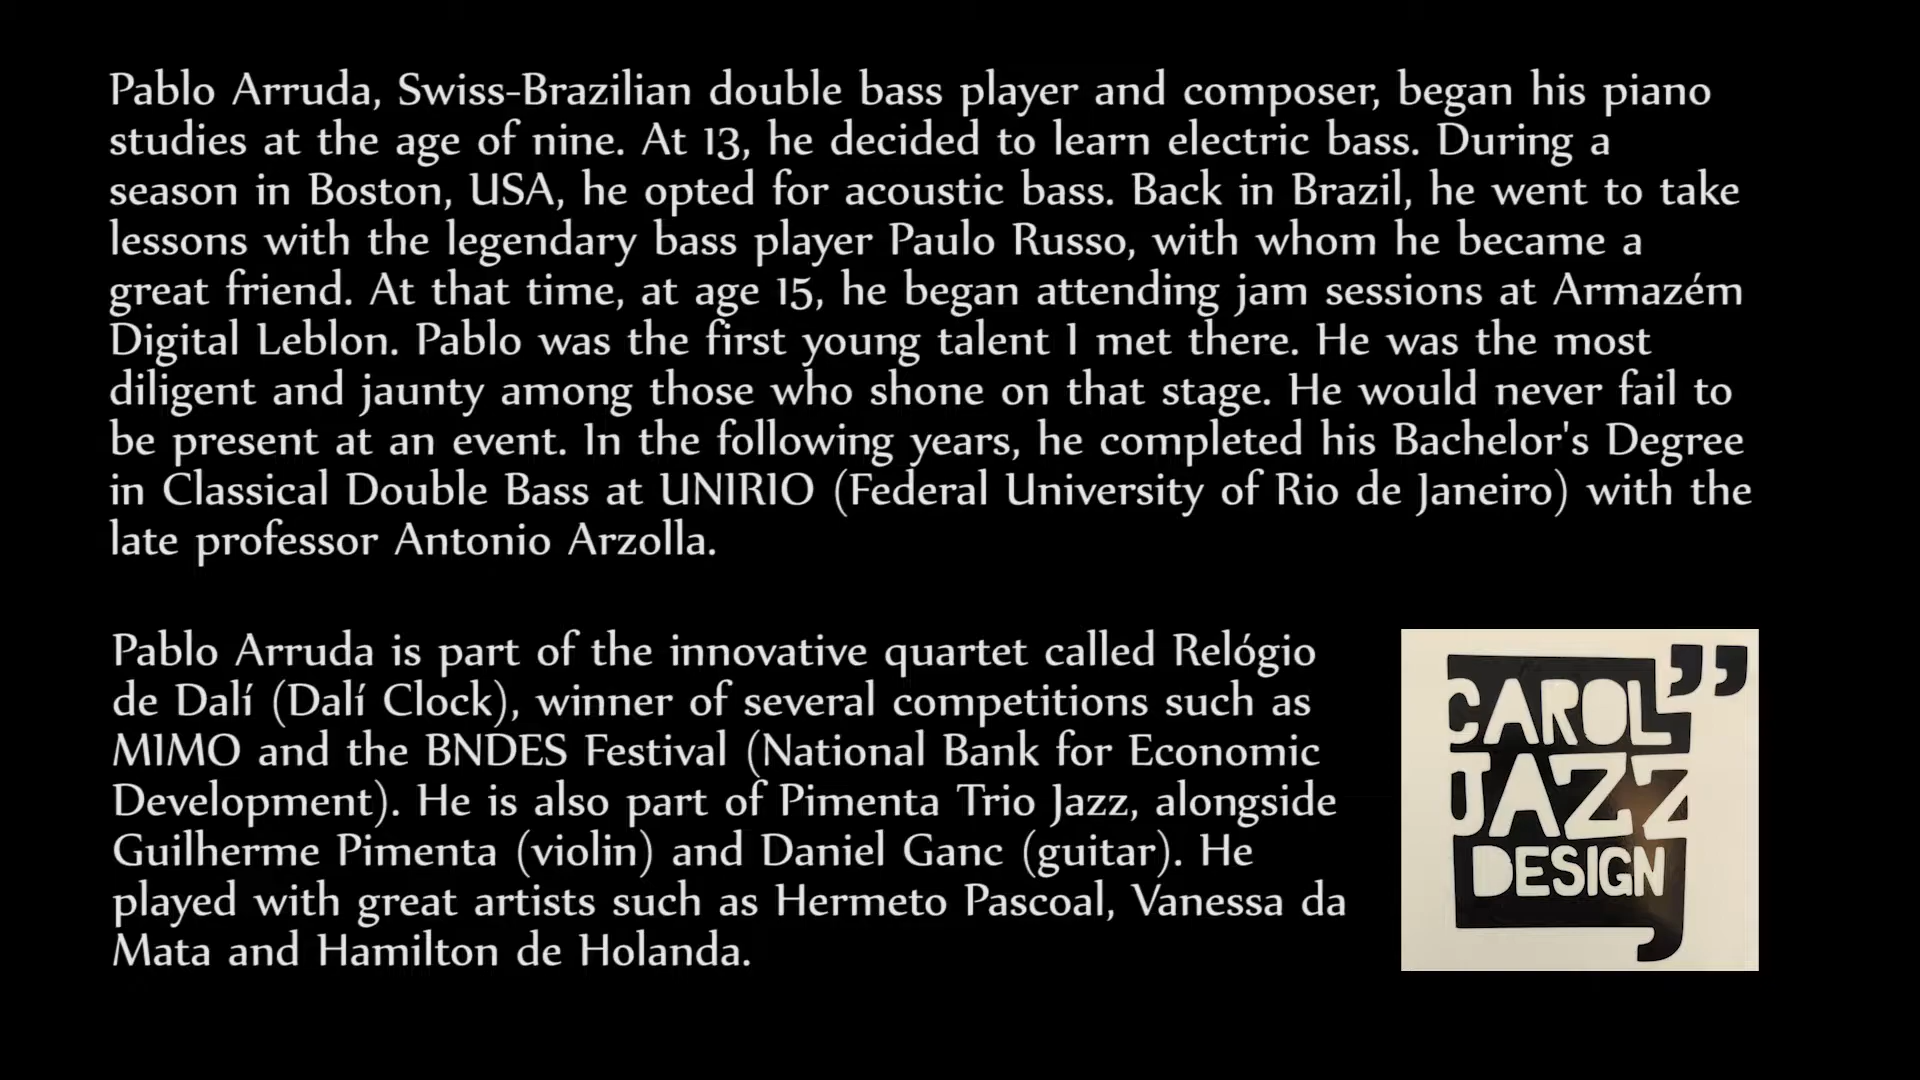 Pablo Arruda, Swiss-Brazilian double bass player and composer, began his piano
studies at the age of nine. At 13, he decided to learn electric bass. During a
season in Boston, USA, he opted for acoustic bass. Back in Brazil, he went to take
lessons with the legendary bass player Paulo Russo, with whom he became a
great friend. At that time, at age 15, he began attending jam sessions at Armazém
Digital Leblon. Pablo was the first young talent I met there. He was the most
diligent and jaunty among those who shone on that stage. He would never fail to
be present at an event. In the following years, he completed his Bachelor's Degree
in Classical Double Bass at UNIRIO (Federal University of Rio de Janeiro) with the
late professor Antonio Arzolla.
Pablo Arruda is part of the innovative quartet called Relógio
de Dalí (Dalí Clock), winner of several competitions such as
MIMO and the BNDES Festival (National Bank for Economic
Development). He is also part of Pimenta Trio Jazz, alongside
Guilherme Pimenta (violin) and Daniel Ganc (guitar). He
played with great artists such as Hermeto Pascoal, Vanessa da
Mata and Hamilton de Holanda.
CAROL”
JAZZ
DESIGN